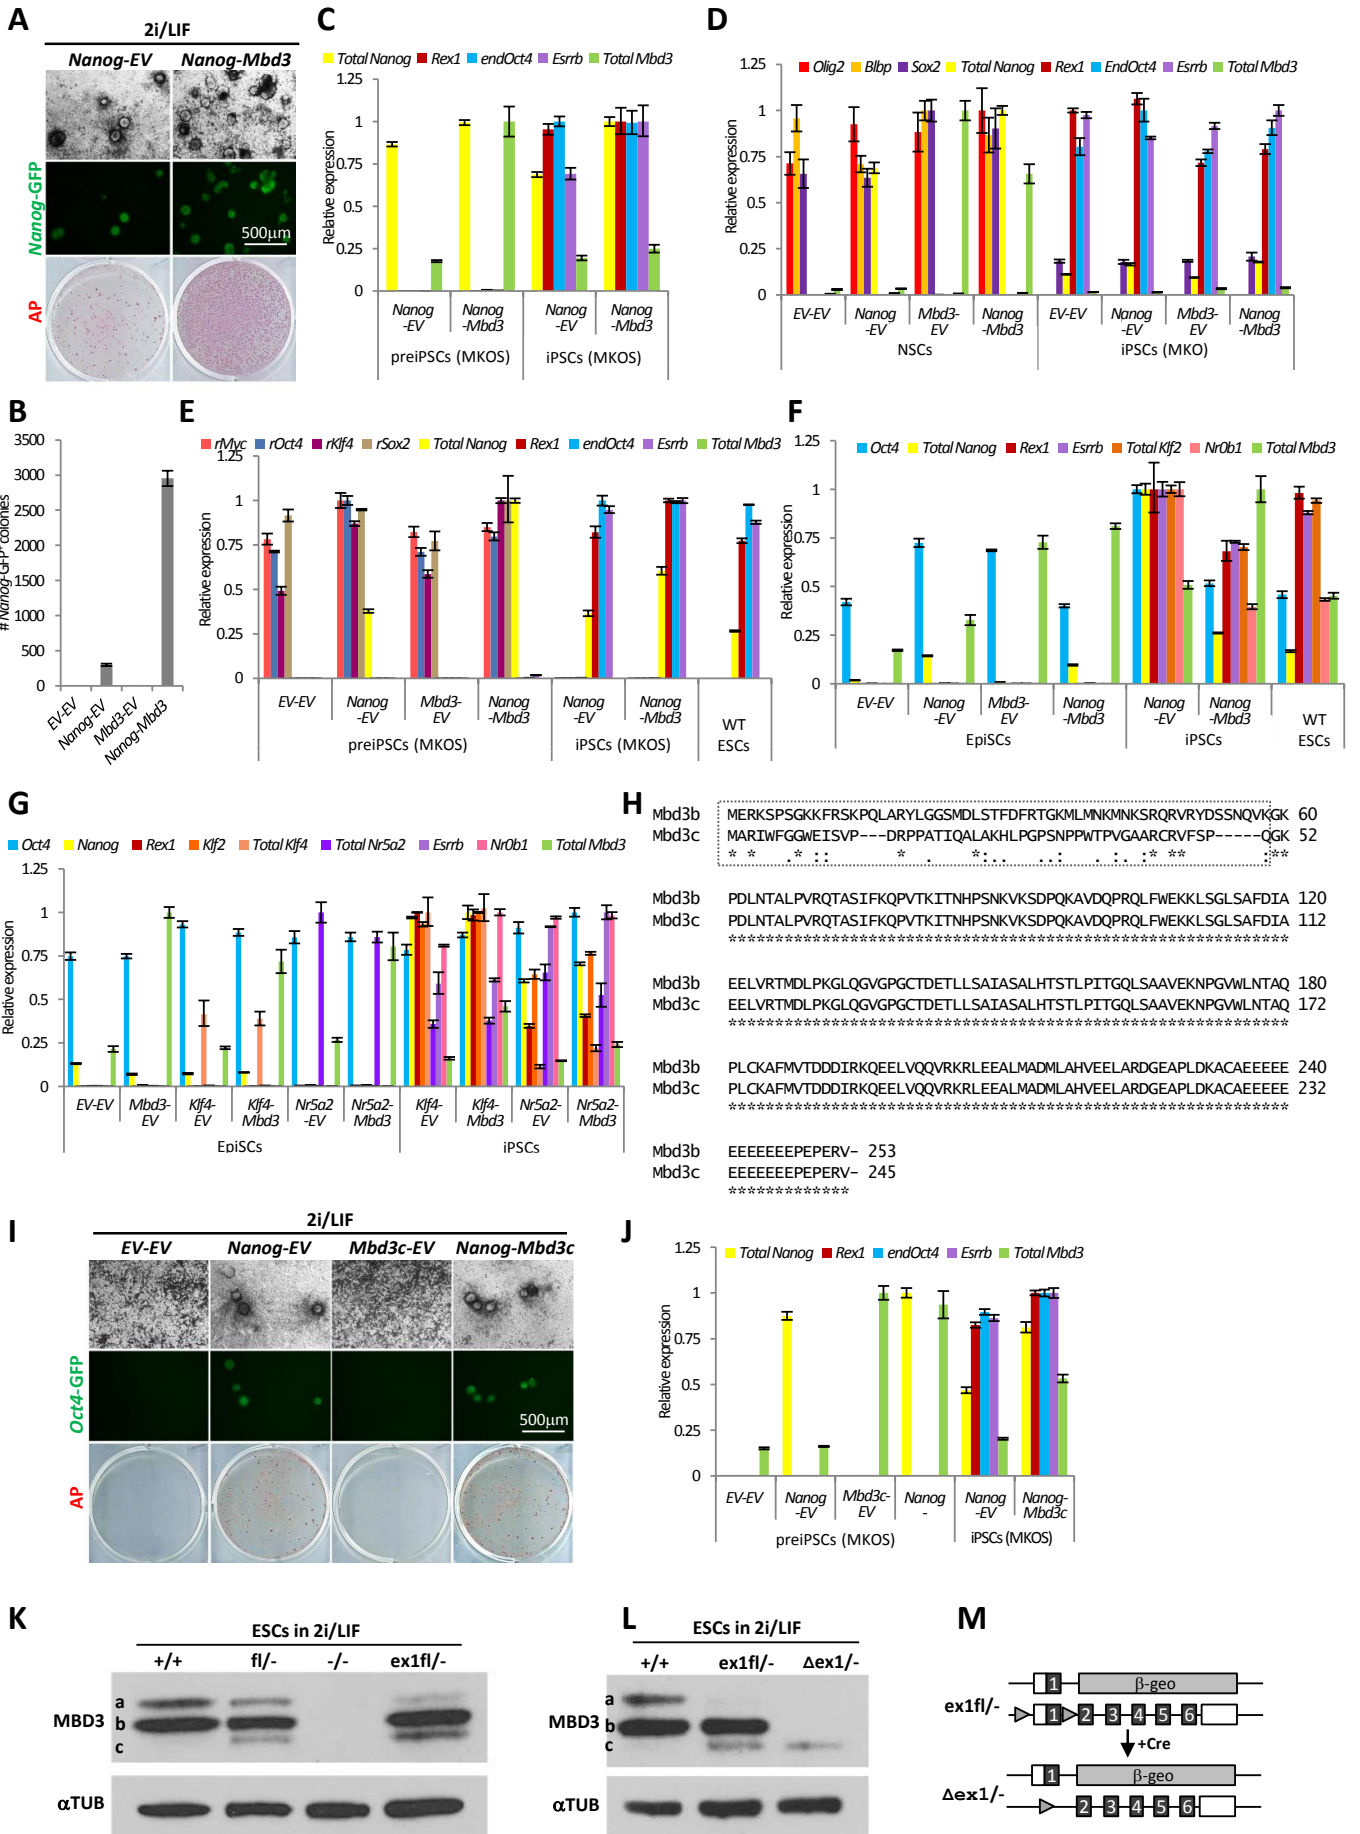 A
2i/LIF
Nanog-EV Nanog-Mbd3
Nanog-GFP
500μm
AP
B
# Nanog-GFP⁺ colonies
3500
3000
2500
2000
1500
1000
500
0
EV-EV
Nanog-EV
Mbd3-EV
Nanog-Mbd3
C
Total Nanog Rex1 endOct4 Esrrb Total Mbd3
Relative expression
1.25
1
0.75
0.5
0.25
0
Nanog -EV
Nanog -Mbd3
Nanog -EV
Nanog -Mbd3
preiPSCs (MKOS) iPSCs (MKOS)
D
Olig2 Blbp Sox2 Total Nanog Rex1 EndOct4 Esrrb Total Mbd3
Relative expression
1.25
1
0.75
0.5
0.25
0
EV-EV
Nanog -EV
Mbd3- EV
Nanog -Mbd3
EV-EV
Nanog -EV
Mbd3- EV
Nanog -Mbd3
NSCs iPSCs (MKO)
E
rMyc rOct4 rKlf4 rSox2 Total Nanog Rex1 endOct4 Esrrb Total Mbd3
Relative expression
1.25
1
0.75
0.5
0.25
0
EV-EV
Nanog -EV
Mbd3- EV
Nanog -Mbd3
Nanog -EV
Nanog -Mbd3
WT ESCs
preiPSCs (MKOS) iPSCs (MKOS)
F
Oct4 Total Nanog Rex1 Esrrb Total Klf2 Nr0b1 Total Mbd3
Relative expression
1.25
1
0.75
0.5
0.25
0
EV-EV
Nanog -EV
Mbd3- EV
Nanog -Mbd3
Nanog -EV
Nanog -Mbd3
WT ESCs
EpiSCs iPSCs
G
Oct4 Nanog Rex1 Klf2 Total Klf4 Total Nr5a2 Esrrb Nr0b1 Total Mbd3
Relative expression
1.25
1
0.75
0.5
0.25
0
EV-EV
Mbd3- EV
Klf4- EV
Klf4- Mbd3
Nr5a2 -EV
Nr5a2- Mbd3
Klf4- EV
Klf4- Mbd3
Nr5a2- EV
Nr5a2- Mbd3
EpiSCs iPSCs
H
Mbd3b MERKSPSGKKFRSKPQLARYLGGSMDLSTFDFRTGKMLMNKMNKSRQRVRYDSSNQVKGK 60
Mbd3c MARIWFGGWEISVP---DRPPATIQALAKHLPGPSNPPWTPVGAARCRVFSP-----QGK 52
* * .* :: * . *:. .: . : . :* ** :**
Mbd3b PDLNTALPVRQTASIFKQPVTKITNHPSNKVKSDPQKAVDQPRQLFWEKKLSGLSAFDIA 120
Mbd3c PDLNTALPVRQTASIFKQPVTKITNHPSNKVKSDPQKAVDQPRQLFWEKKLSGLSAFDIA 112
************************************************************
Mbd3b EELVRTMDLPKGLQGVGPGCTDETLLSAIASALHTSTLPITGQLSAAVEKNPGVWLNTAQ 180
Mbd3c EELVRTMDLPKGLQGVGPGCTDETLLSAIASALHTSTLPITGQLSAAVEKNPGVWLNTAQ 172
************************************************************
Mbd3b PLCKAFMVTDDDIRKQEELVQQVRKRLEEALMADMLAHVEELARDGEAPLDKACAEEEEE 240
Mbd3c PLCKAFMVTDDDIRKQEELVQQVRKRLEEALMADMLAHVEELARDGEAPLDKACAEEEEE 232
************************************************************
Mbd3b EEEEEEEPEPERV- 253
Mbd3c EEEEEEEPEPERV- 245
*************
I
2i/LIF
EV-EV Nanog-EV Mbd3c-EV Nanog-Mbd3c
Oct4-GFP
500μm
AP
J
Total Nanog Rex1 endOct4 Esrrb Total Mbd3
Relative expression
1.25
1
0.75
0.5
0.25
0
EV-EV
Nanog -EV
Mbd3c- EV
Nanog -
Nanog -EV
Nanog- Mbd3c
preiPSCs (MKOS) iPSCs (MKOS)
K
ESCs in 2i/LIF
+/+ fl/- -/- ex1fl/-
a
MBD3 b
c
αTUB
L
ESCs in 2i/LIF
+/+ ex1fl/- Δex1/-
a
MBD3 b
c
αTUB
M
1 β-geo
ex1fl/- 1 2 3 4 5 6
+Cre
1 β-geo
Δex1/- 2 3 4 5 6